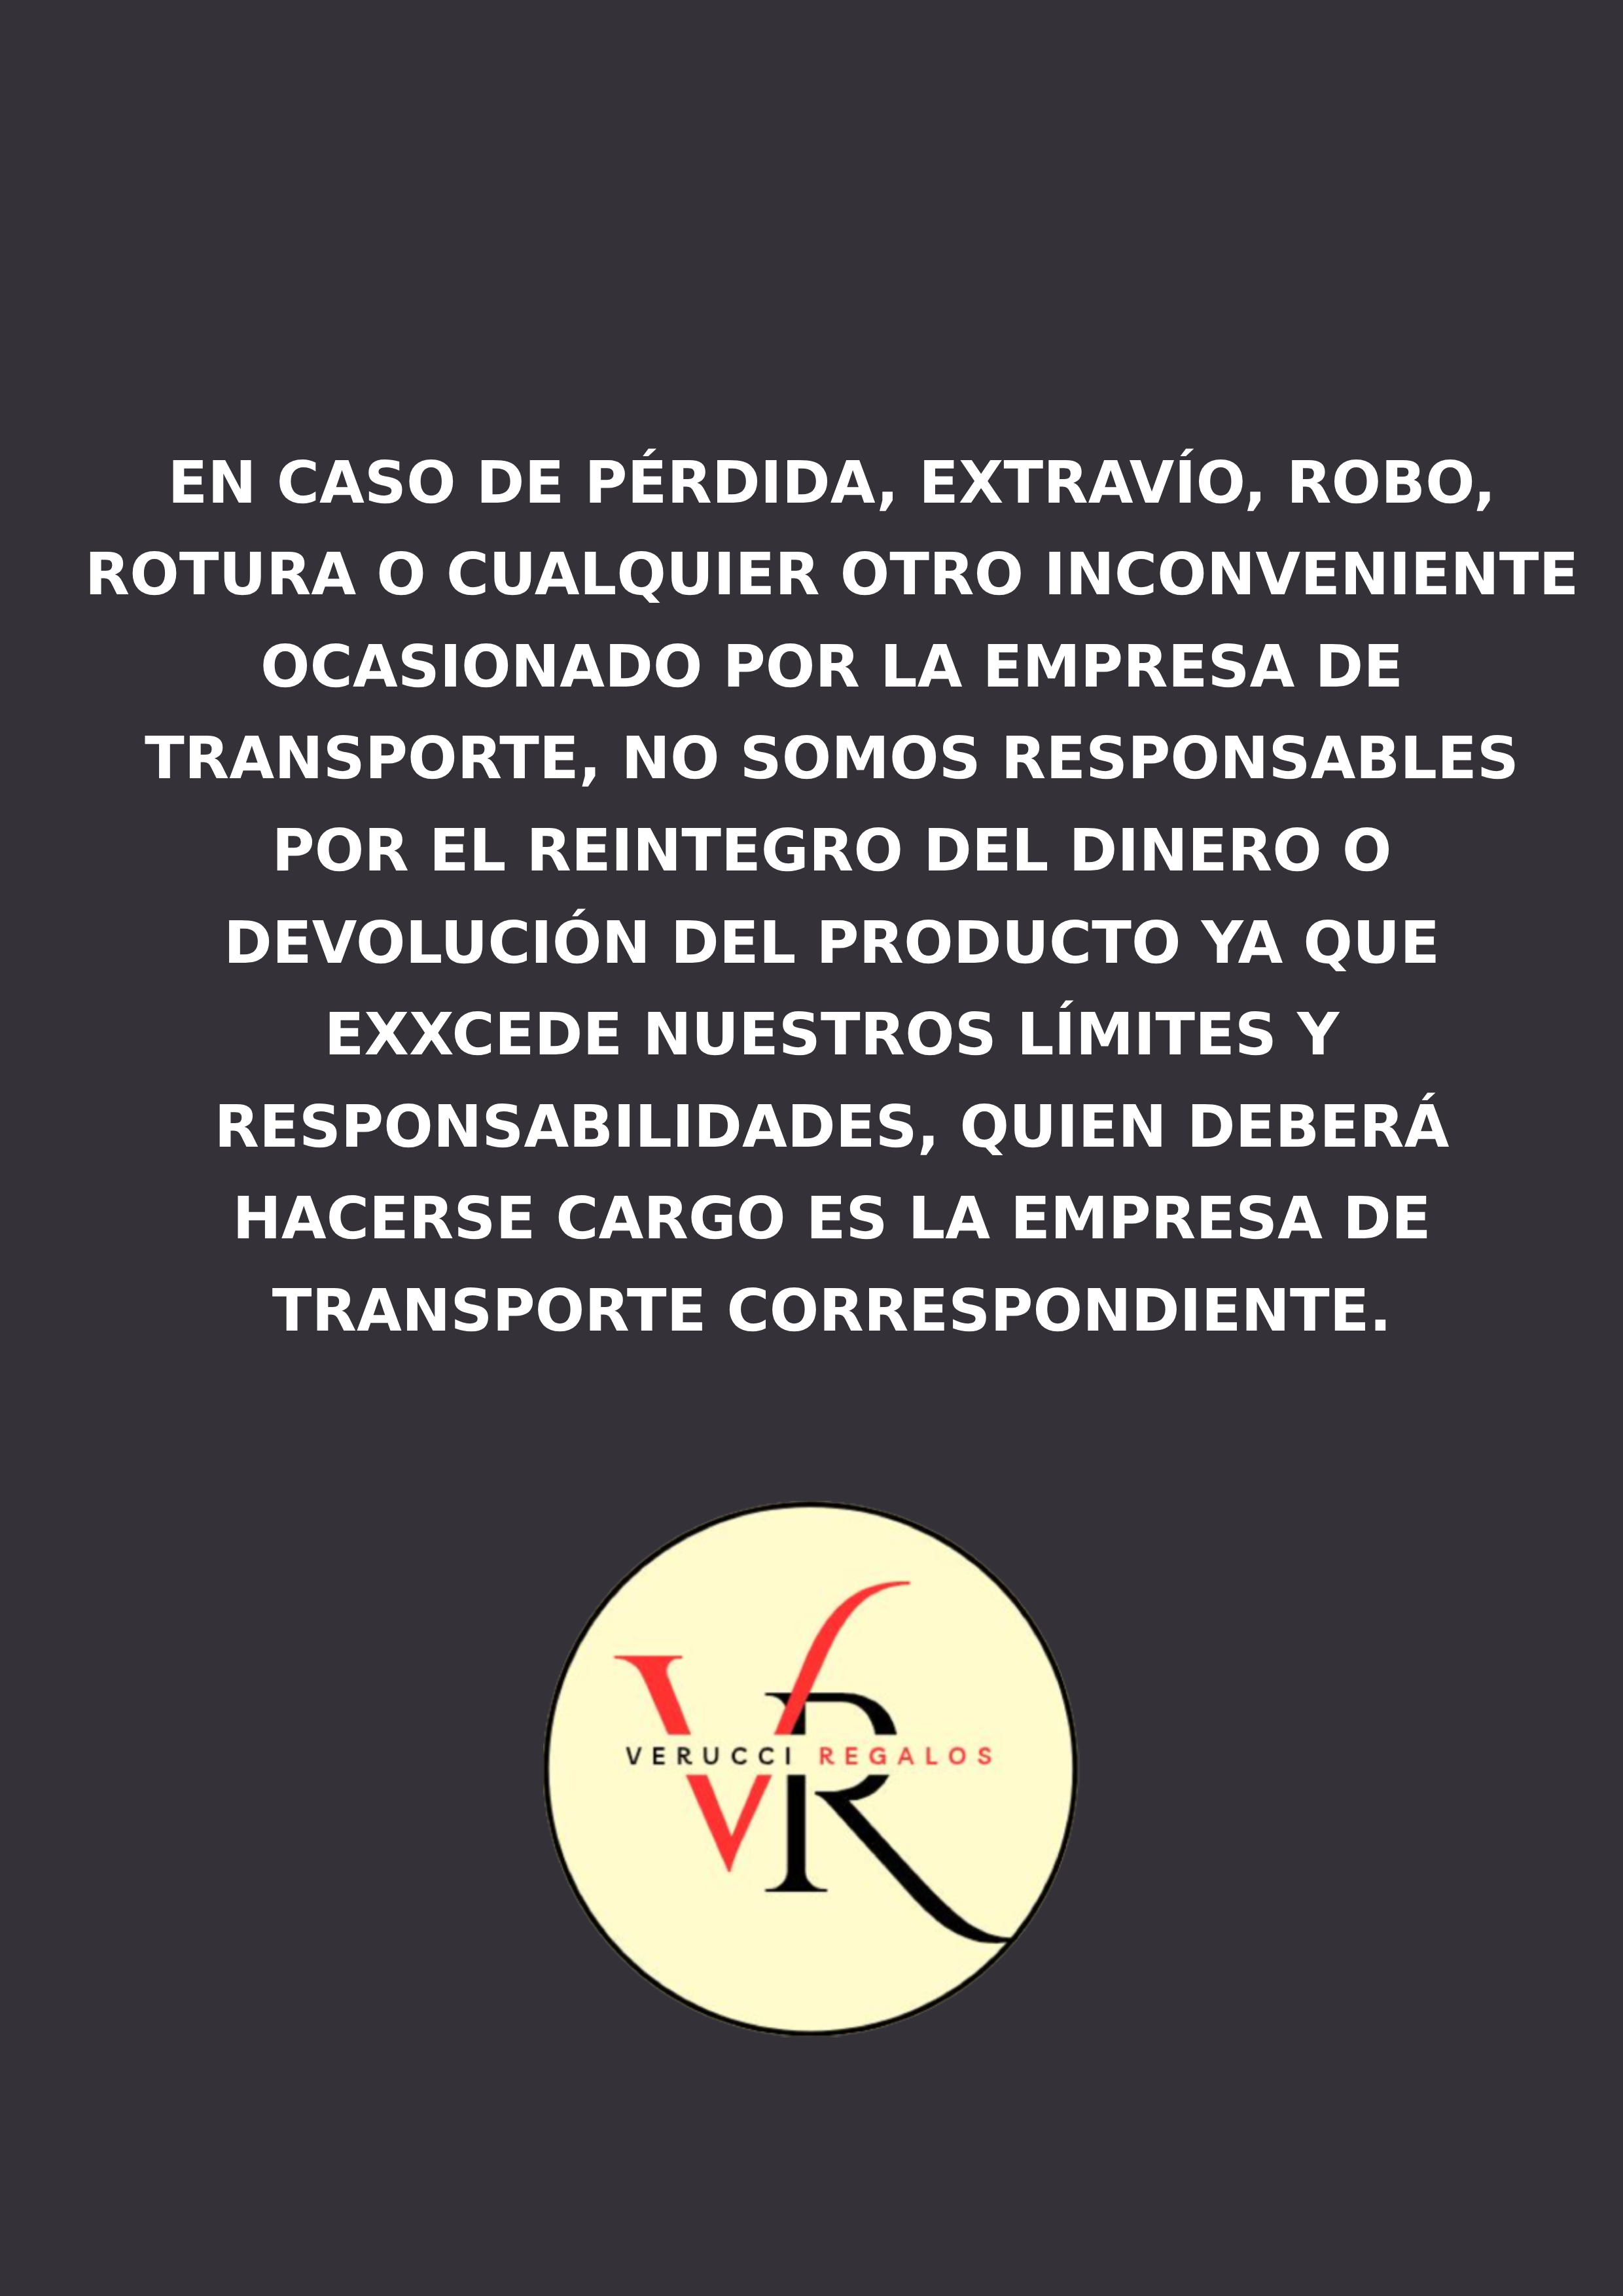 EN CASO DE PÉRDIDA, EXTRAVÍO, ROBO,
ROTURA O CUALQUIER OTRO INCONVENIENTE
OCASIONADO POR LA EMPRESA DE
TRANSPORTE, NO SOMOS RESPONSABLES
POR EL REINTEGRO DEL DINERO O
DEVOLUCIÓN DEL PRODUCTO YA QUE
EXXCEDE NUESTROS LÍMITES Y
RESPONSABILIDADES, QUIEN DEBERÁ
HACERSE CARGO ES LA EMPRESA DE
TRANSPORTE CORRESPONDIENTE.
VR
VERUCCI REGALOS